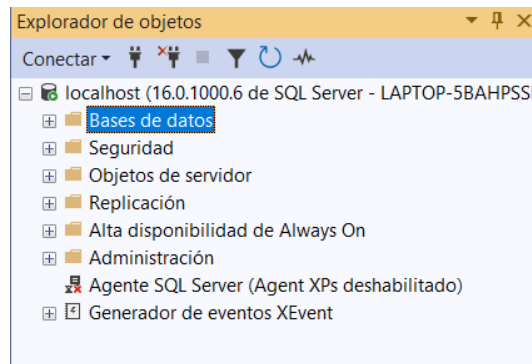 Explorador de objetos
Conectar
localhost (16.0.1000.6 de SQL Server - LAPTOP-5BAHPSS
Bases de datos
Seguridad
Objetos de servidor
Replicación
Alta disponibilidad de Always On
Administración
Agente SQL Server (Agent XPs deshabilitado)
Generador de eventos XEvent